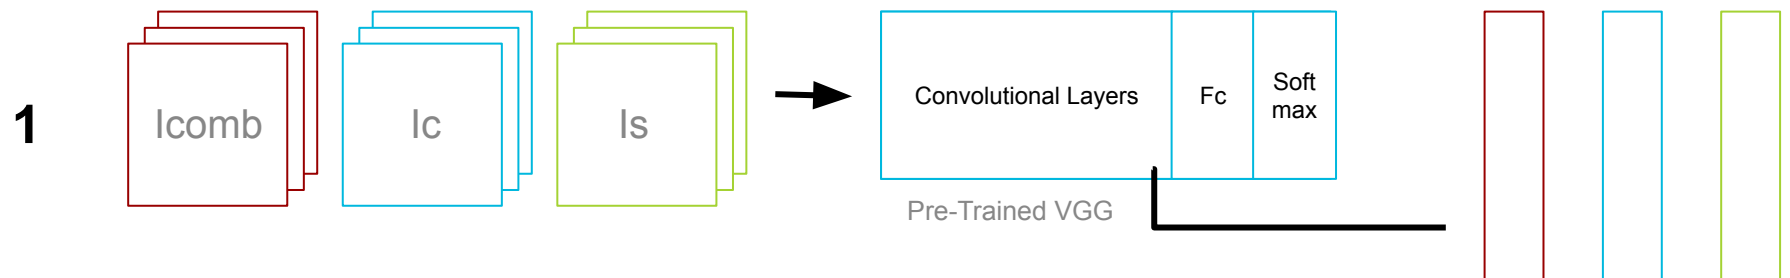 1
Icomb
Ic
Is
Convolutional Layers
Fc
Soft
max
Pre-Trained VGG